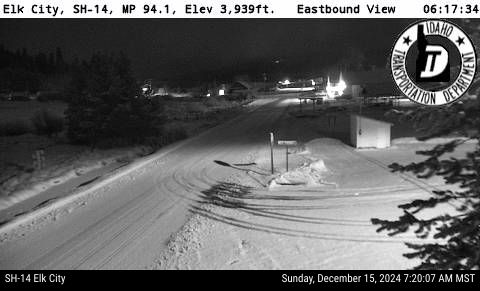 Elk City, SH-14, MP 94.1, Elev 3,939ft.   Eastbound View   06:17:34
IDAHO
TRANSPORTATION DEPARTMENT
SH-14 Elk City   Sunday, December 15, 2024 7:20:07 AM MST